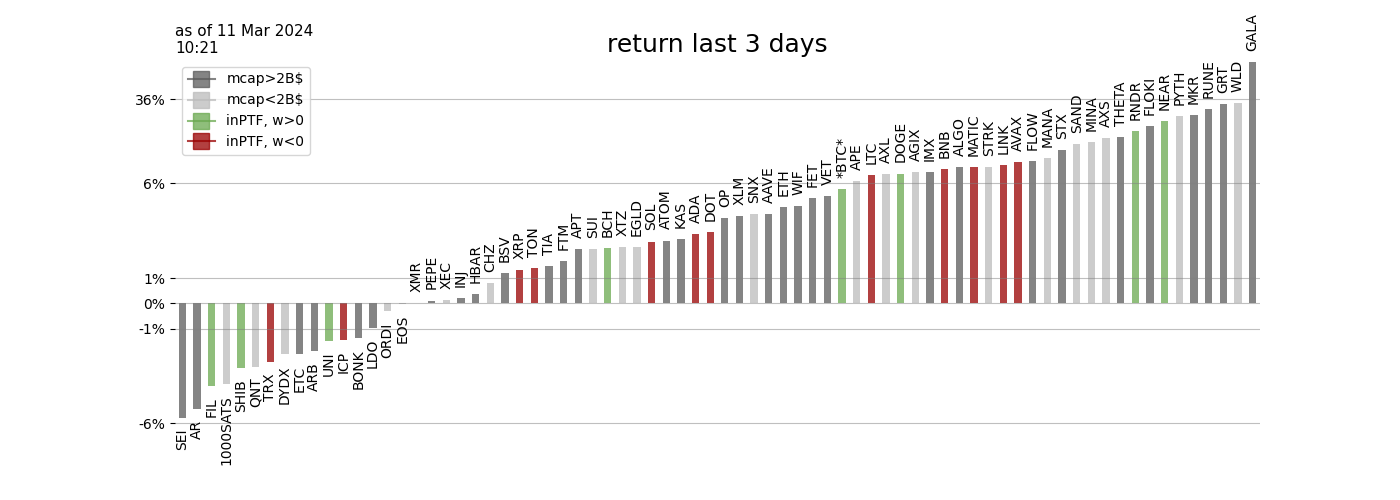 as of 11 Mar 2024
10:21
return last 3 days
mcap>2B$
mcap<2B$
inPTF, w>0
inPTF, w<0
36%
6%
1%
0%
-1%
-6%
SEI
AR
FIL
1000SATS
SHIB
QNT
TRX
DYDX
ETC
ARB
UNI
ICP
BONK
LDO
ORDI
EOS
XMR
PEPE
XEC
INJ
HBAR
CHZ
BSV
XRP
TON
TIA
FTM
APT
SUI
BCH
XTZ
EGLD
SOL
ATOM
KAS
ADA
DOT
OP
XLM
SNX
AAVE
ETH
WIF
FET
VET
*BTC*
APE
LTC
AXL
DOGE
AGIX
IMX
BNB
ALGO
MATIC
STRK
LINK
AVAX
FLOW
MANA
STX
SAND
MINA
AXS
THETA
RNDR
FLOKI
NEAR
PYTH
MKR
RUNE
GRT
WLD
GALA